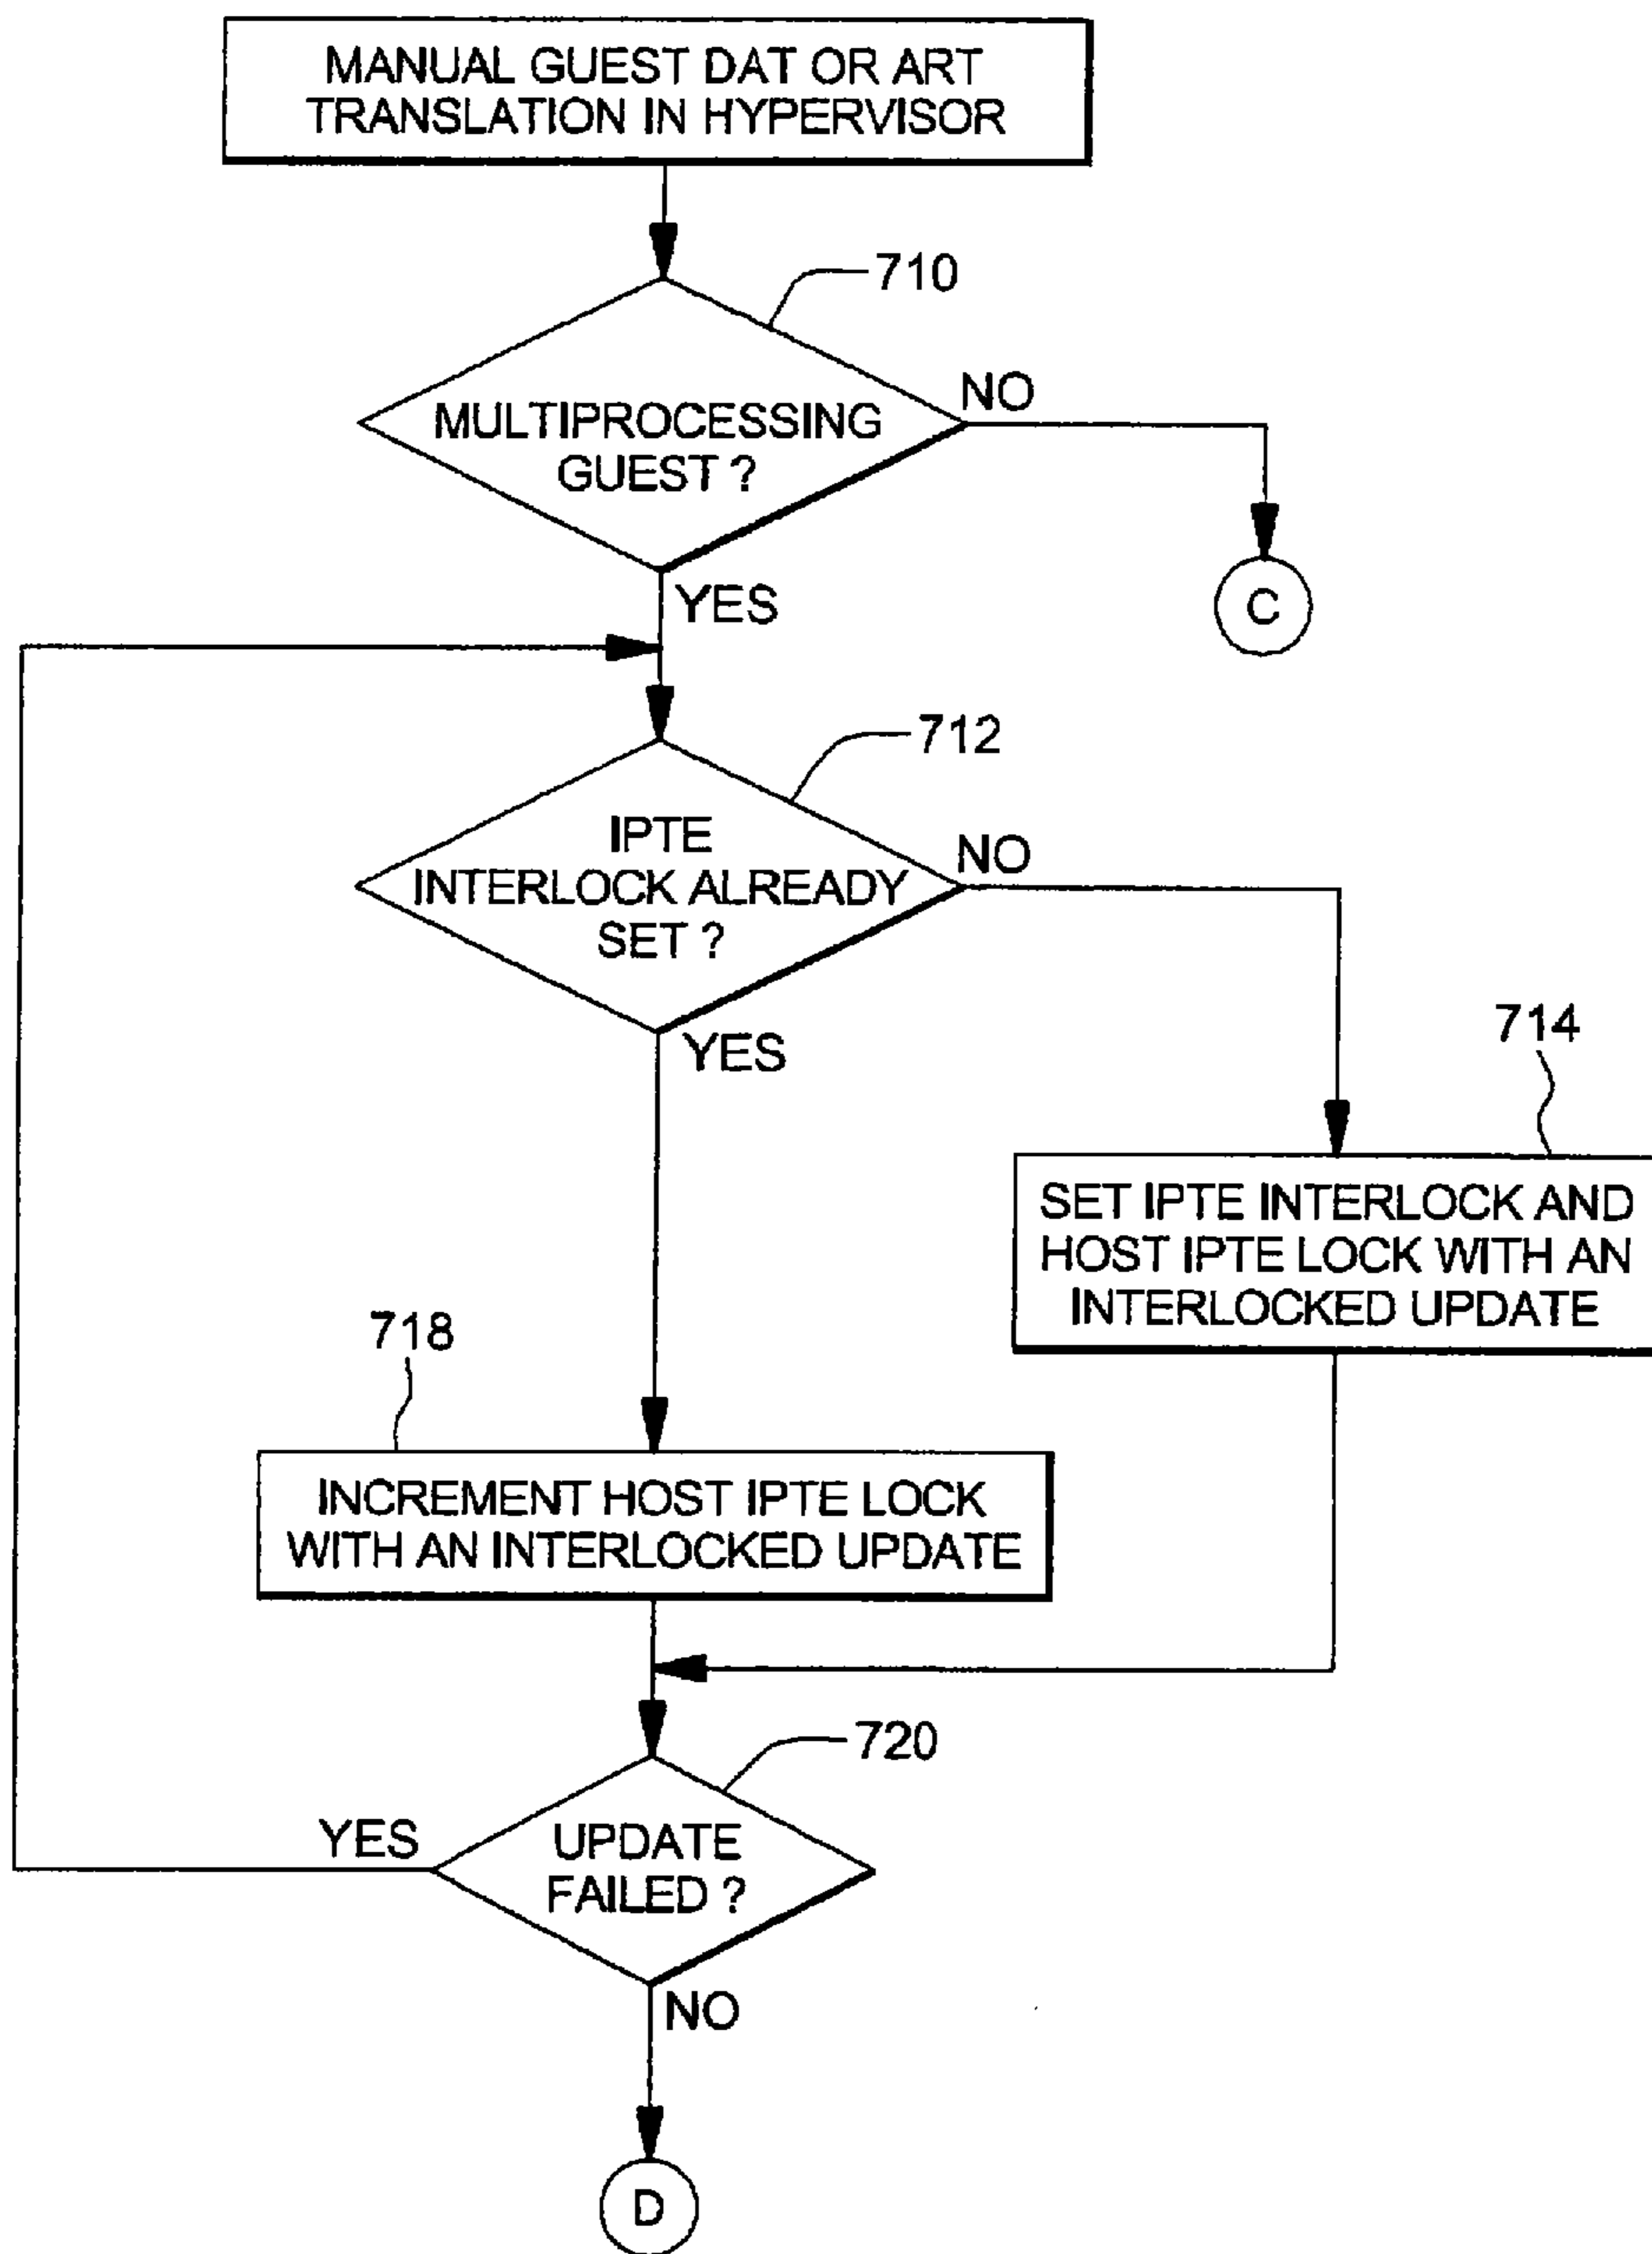 MANUAL GUEST DAT OR ART
TRANSLATION IN HYPERVISOR
710
MULTIPROCESSING
GUEST ?
NO
YES
C
712
IPTE
INTERLOCK ALREADY
SET ?
NO
YES
714
SET IPTE INTERLOCK AND
HOST IPTE LOCK WITH AN
INTERLOCKED UPDATE
718
INCREMENT HOST IPTE LOCK
WITH AN INTERLOCKED UPDATE
720
UPDATE
FAILED ?
YES
NO
D